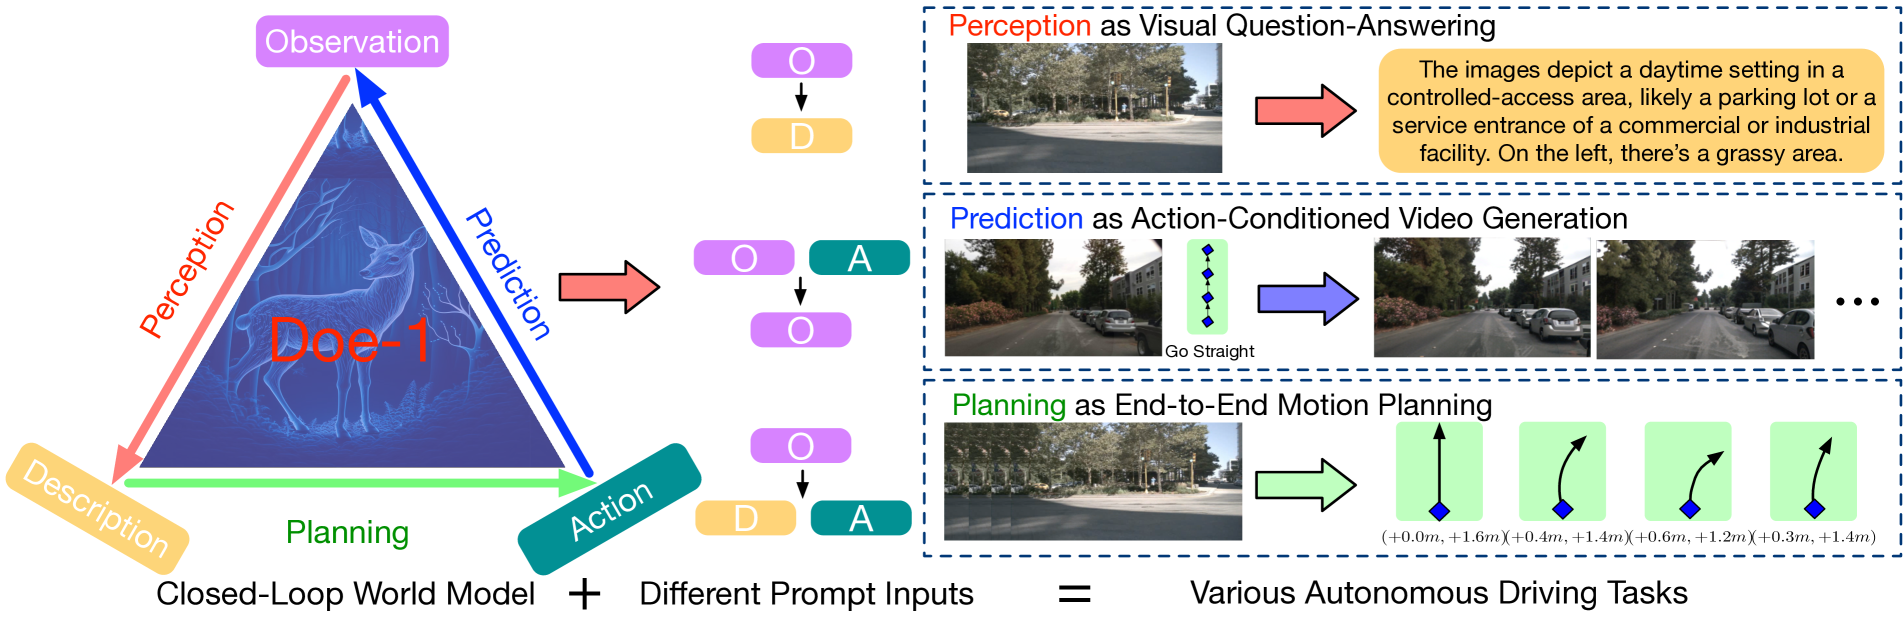 Observation
Perception
Prediction
Doe-1
Description
Planning
Action
O
D
O A
O
O
D A
Perception as Visual Question-Answering
The images depict a daytime setting in a
controlled-access area, likely a parking lot or a
service entrance of a commercial or industrial
facility. On the left, there's a grassy area.
Prediction as Action-Conditioned Video Generation
Go Straight
Planning as End-to-End Motion Planning
(+0.0m, +1.6m) (+0.4m, +1.4m) (+0.6m, +1.2m) (+0.3m, +1.4m)
Closed-Loop World Model + Different Prompt Inputs = Various Autonomous Driving Tasks